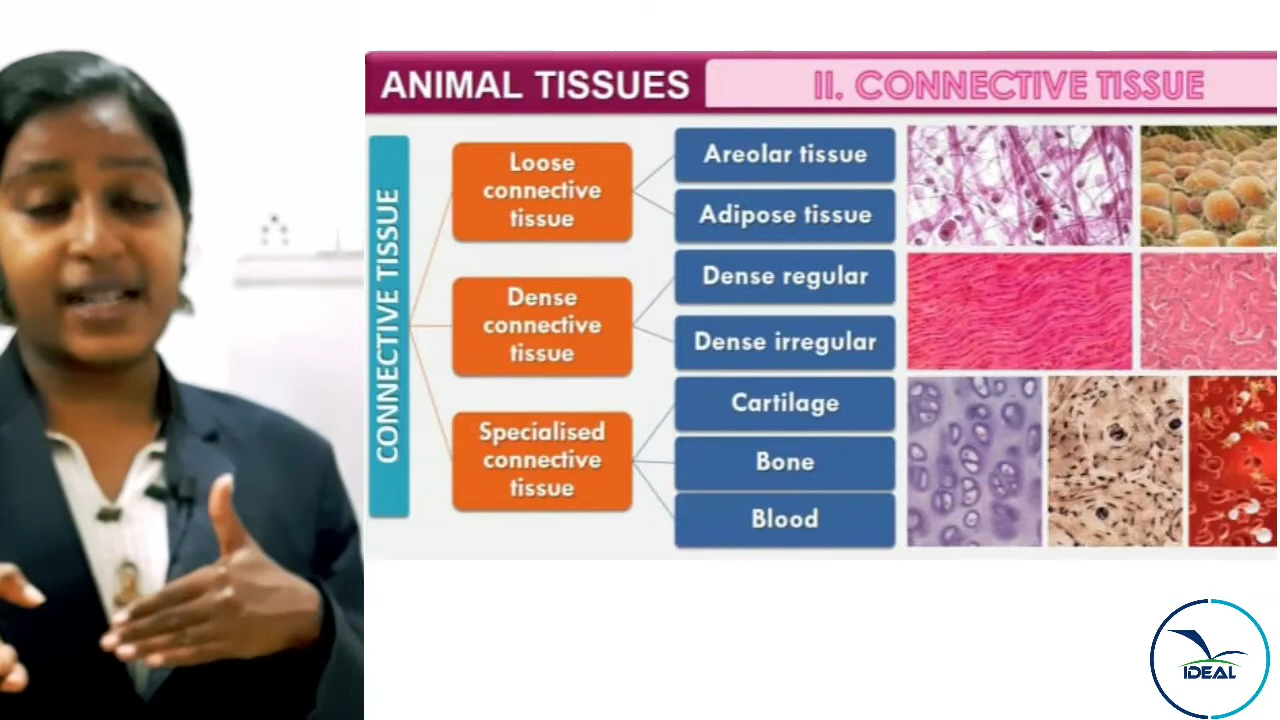 ANIMAL TISSUES
II. CONNECTIVE TISSUE
CONNECTIVE TISSUE
Loose
connective
tissue
Areolar tissue
Adipose tissue
Dense
connective
tissue
Dense regular
Dense irregular
Specialised
connective
tissue
Cartilage
Bone
Blood
IDEAL